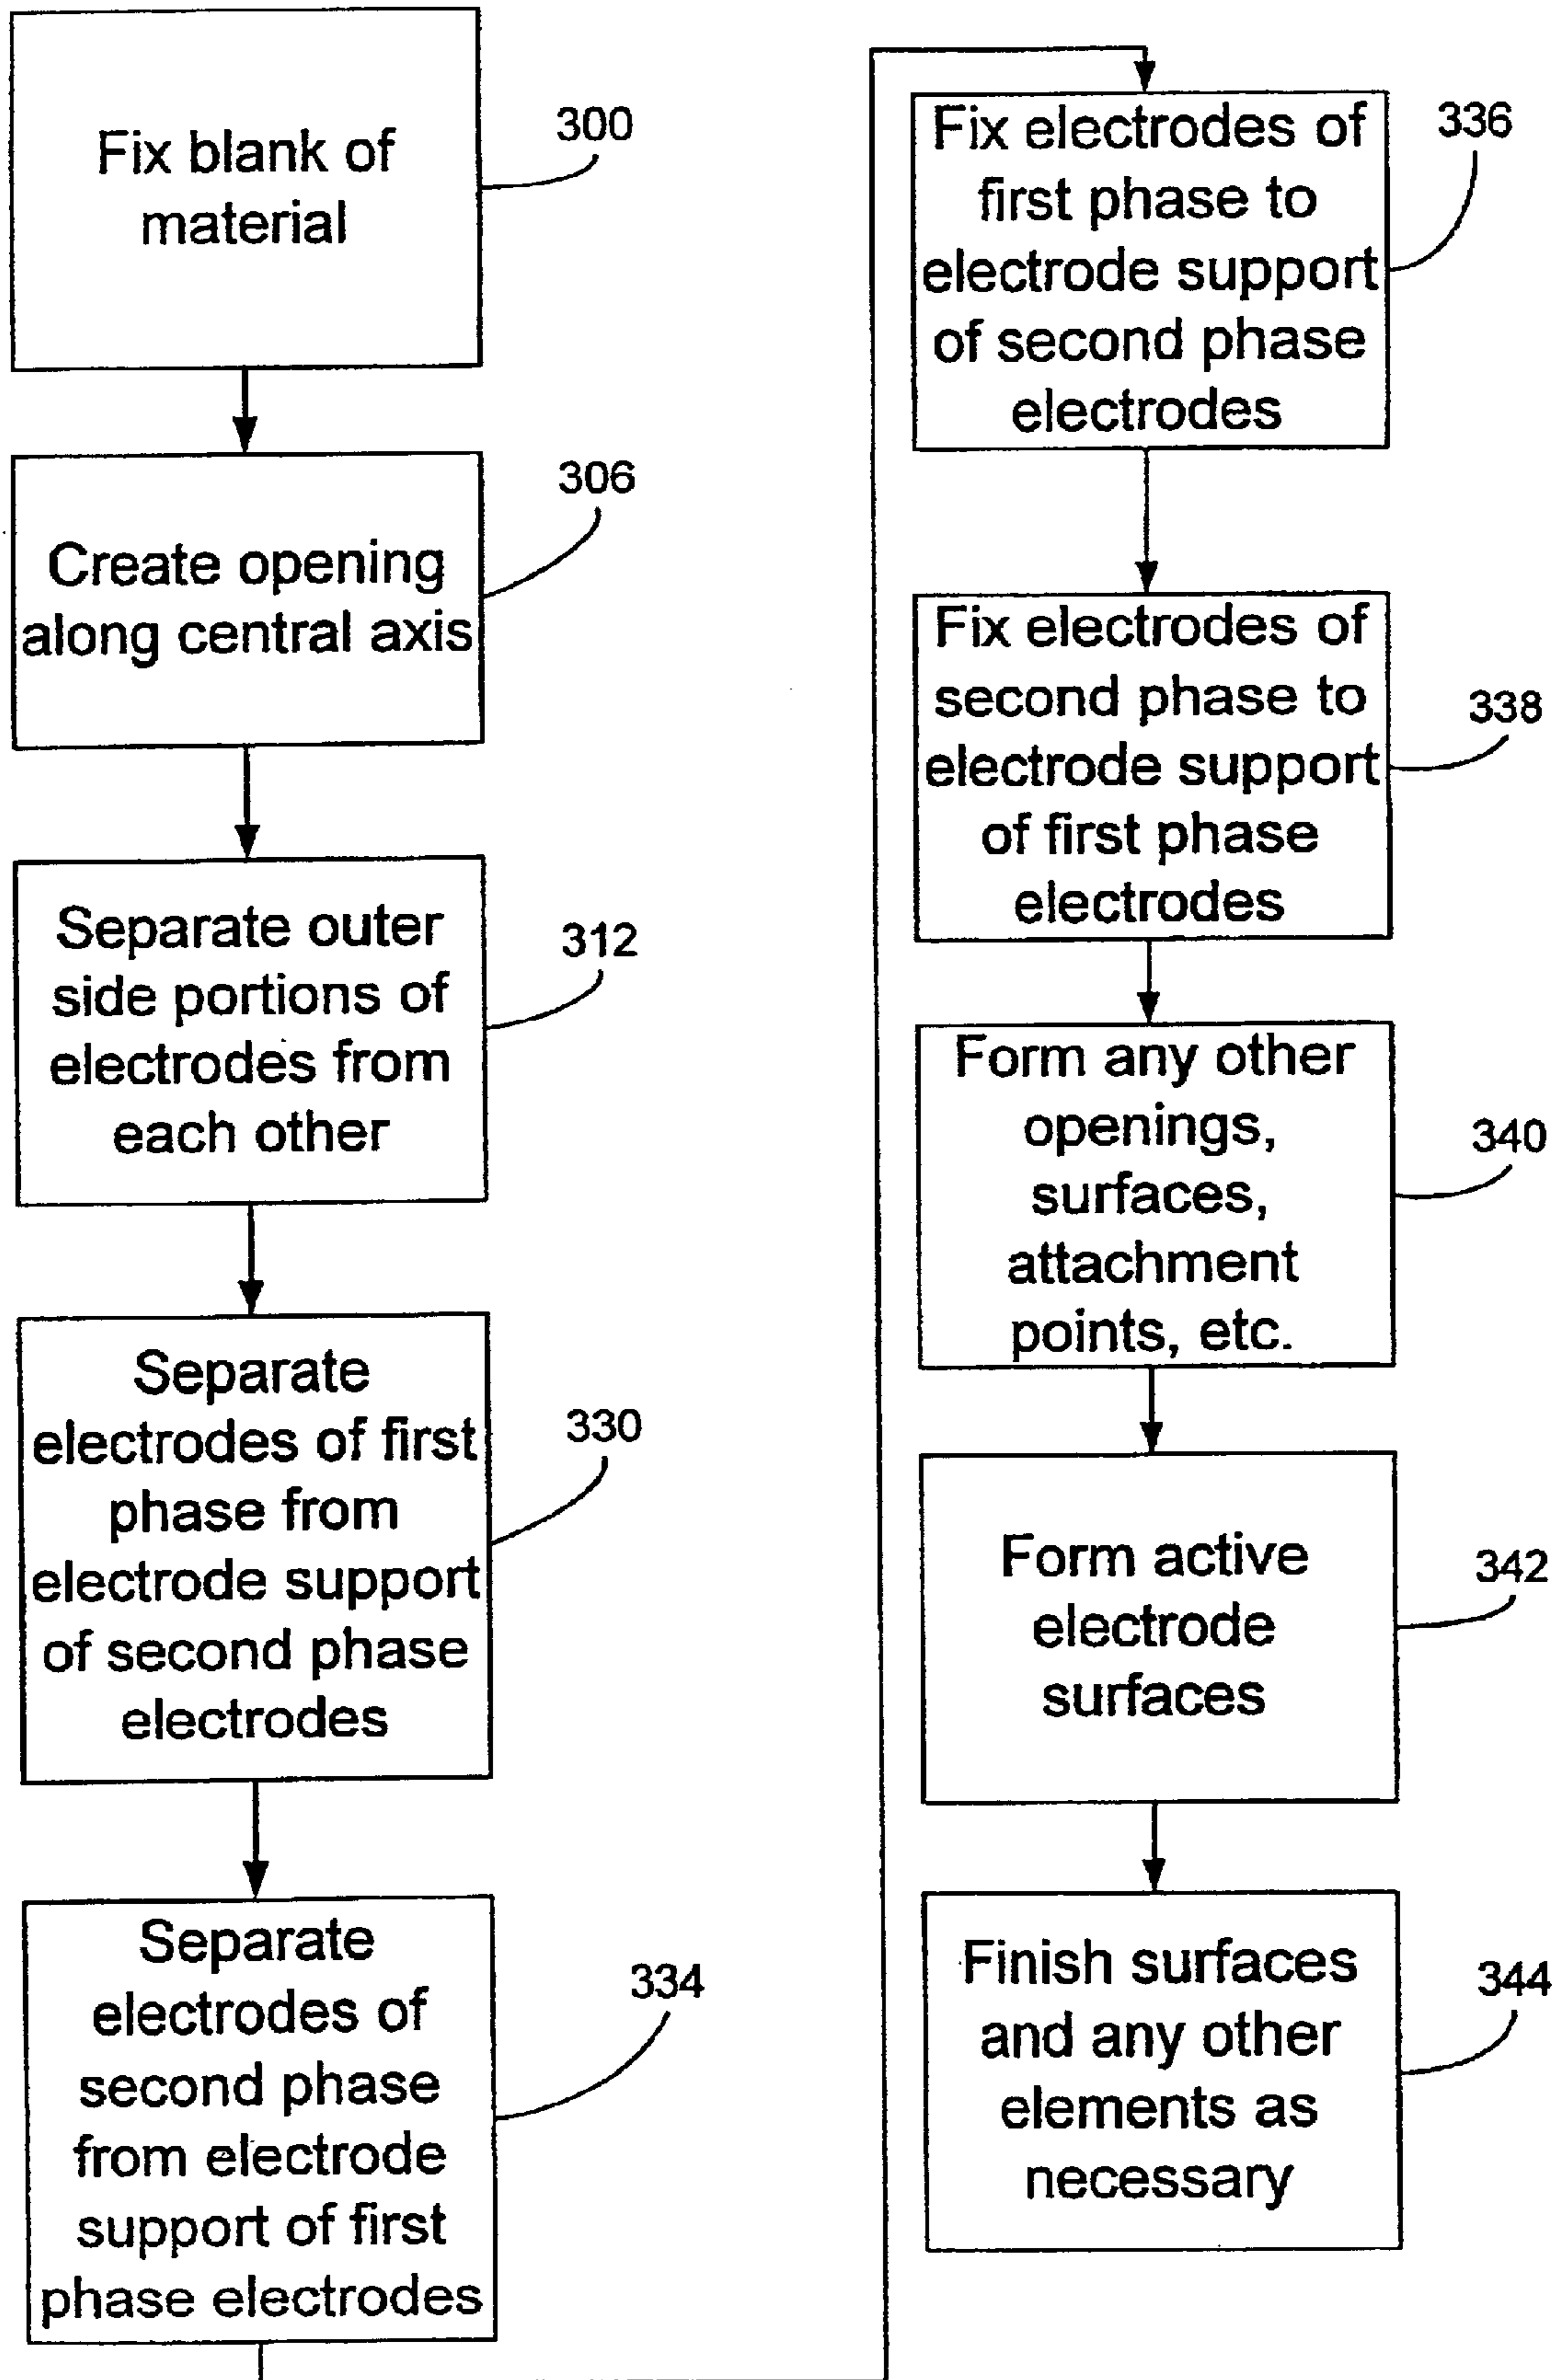 Fix blank of
material
300
Create opening
along central axis
306
Separate outer
side portions of
electrodes from
each other
312
Separate
electrodes of first
phase from
electrode support
of second phase
electrodes
330
Separate
electrodes of
second phase
from electrode
support of first
phase electrodes
334
Fix electrodes of
first phase to
electrode support
of second phase
electrodes
336
Fix electrodes of
second phase to
electrode support
of first phase
electrodes
338
Form any other
openings,
surfaces,
attachment
points, etc.
340
Form active
electrode
surfaces
342
Finish surfaces
and any other
elements as
necessary
344